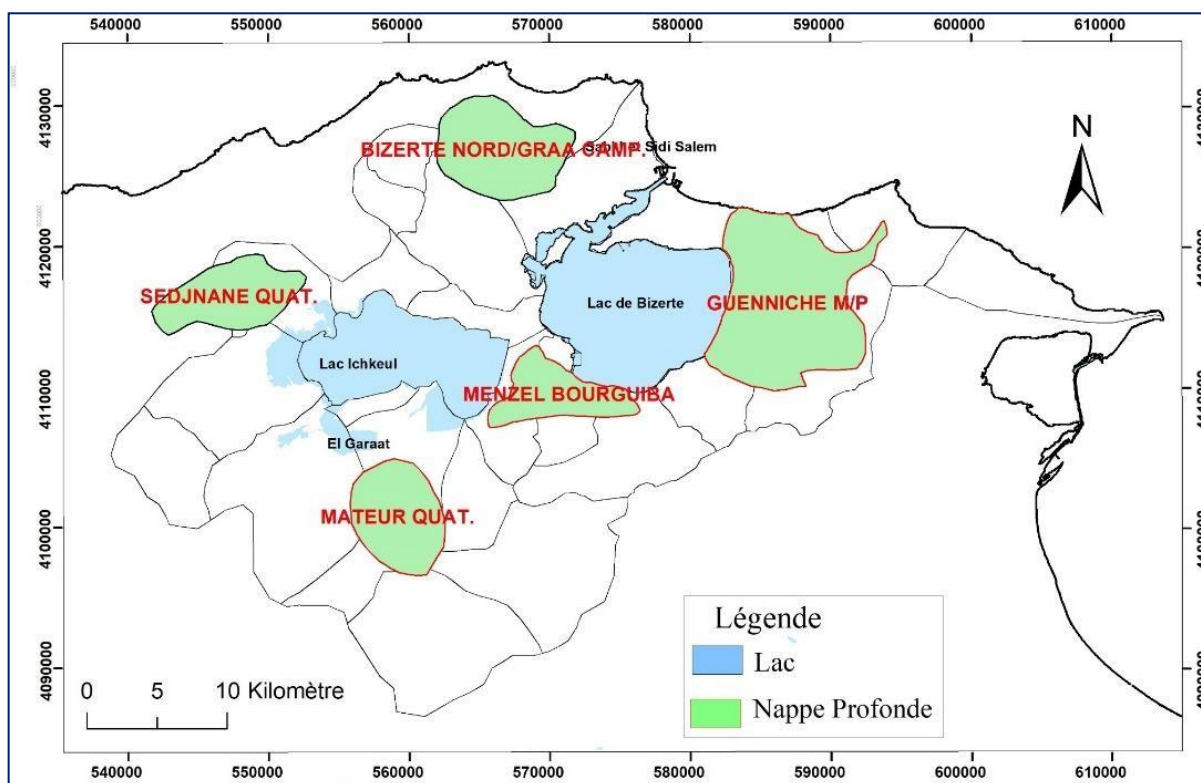 540000 550000 560000 570000 580000 590000 600000 610000
4130000
BIZERTE NORD/GRAA CAMP.
Sidi Salem
N
4120000
SEDJNANE QUAT.
Lac de Bizerte
GUENNICHE M/P
Lac Ichkeul
4110000
MENZEL BOURGUIBA
El Garaat
MATEUR QUAT.
4100000
Légende
Lac
Nappe Profonde
4090000
0 5 10 Kilomètre
540000 550000 560000 570000 580000 590000 600000 610000